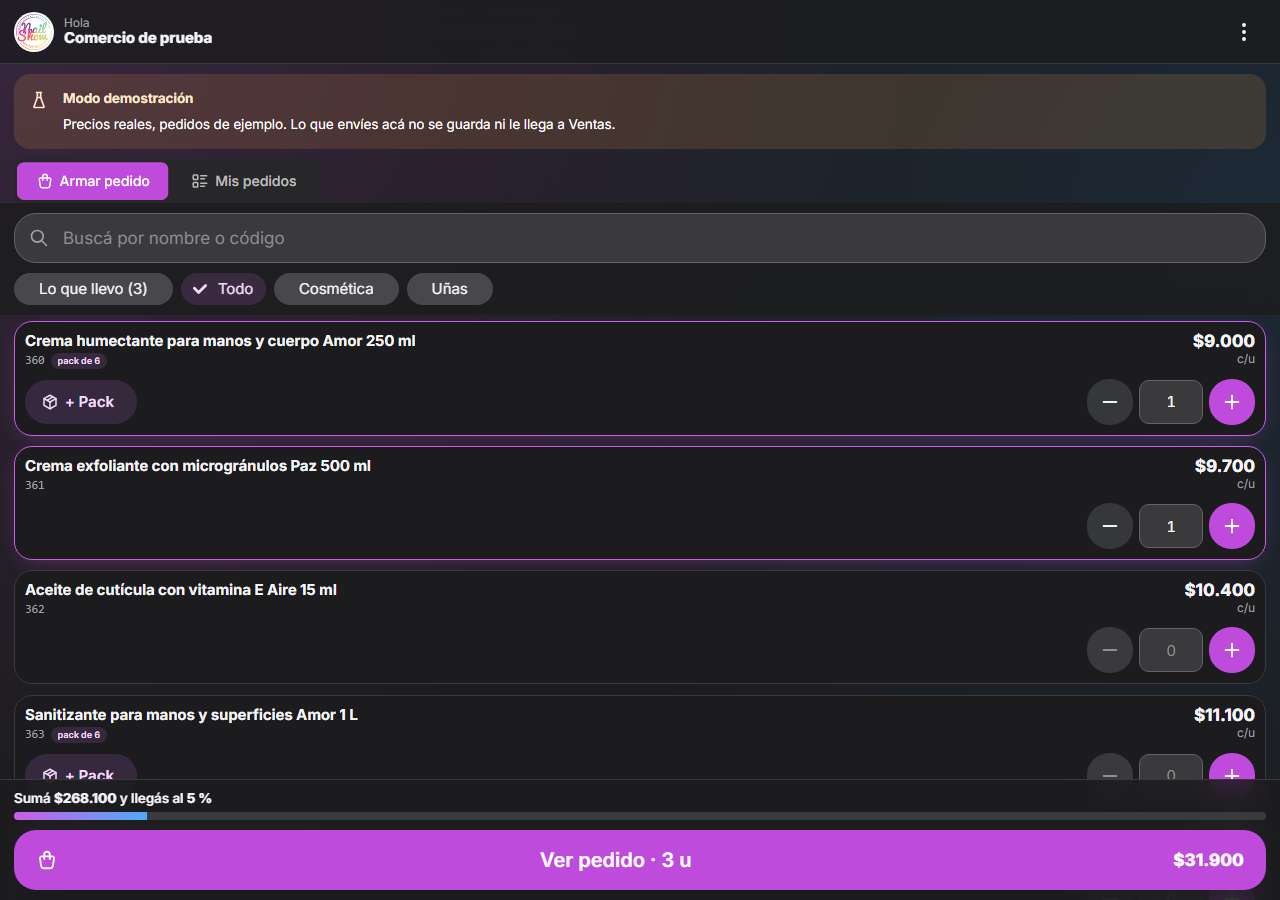 Nail
Show
Hola
Comercio de prueba
Modo demostración
Precios reales, pedidos de ejemplo. Lo que envíes acá no se guarda ni le llega a Ventas.
Armar pedido
Mis pedidos
Buscá por nombre o código
Lo que llevo (3)
Todo
Cosmética
Uñas
Crema humectante para manos y cuerpo Amor 250 ml
$9.000
360 pack de 6
c/u
+ Pack
1
Crema exfoliante con microgránulos Paz 500 ml
$9.700
361
c/u
1
Aceite de cutícula con vitamina E Aire 15 ml
$10.400
362
c/u
0
Sanitizante para manos y superficies Amor 1 L
$11.100
363 pack de 6
c/u
+ Pack
0
Sumá $268.100 y llegás al 5 %
Ver pedido · 3 u
$31.900